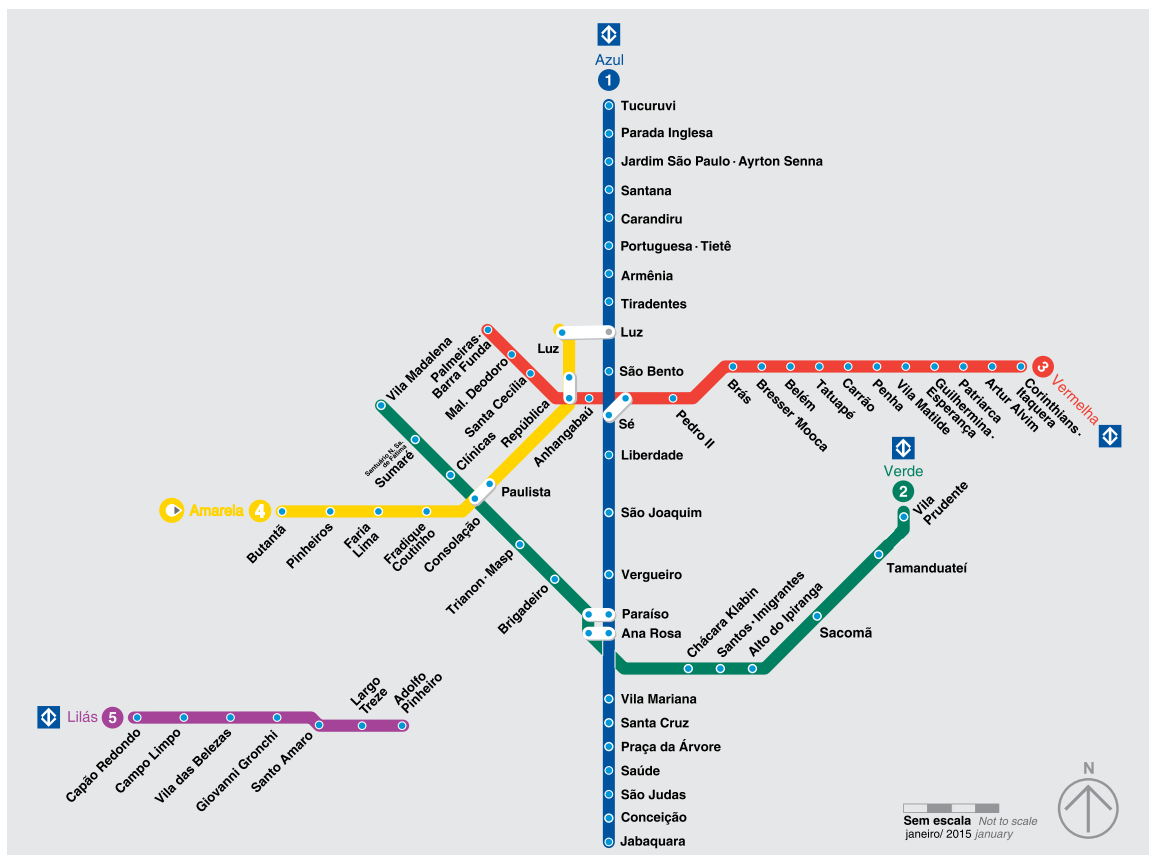 Azul
1
Tucuruvi
Parada Inglesa
Jardim São Paulo · Ayrton Senna
Santana
Carandiru
Portuguesa · Tietê
Armênia
Tiradentes
Luz
Luz
São Bento
Sé
Liberdade
São Joaquim
Vergueiro
Paraíso
Ana Rosa
Vila Mariana
Santa Cruz
Praça da Árvore
Saúde
São Judas
Conceição
Jabaquara
Palmeiras ·
Barra Funda
Mal. Deodoro
Santa Cecília
República
Anhangabaú
Pedro II
Brás
Bresser · Mooca
Belém
Tatuapé
Carrão
Penha
Vila Matilde
Guilhermina ·
Esperança
Patriarca
Artur Alvim
Corinthians ·
Itaquera
3
Vermelha
Vila Madalena
Santuário N. Sa.
de Fátima
Sumaré
Clínicas
Consolação
Trianon · Masp
Brigadeiro
Chácara Klabin
Santos · Imigrantes
Alto do Ipiranga
Sacomã
Tamanduateí
Vila
Prudente
Verde
2
Amarela
4
Butantã
Pinheiros
Faria
Lima
Fradique
Coutinho
Paulista
Lilás
5
Capão Redondo
Campo Limpo
Vila das Belezas
Giovanni Gronchi
Santo Amaro
Largo
Treze
Adolfo
Pinheiro
N
Sem escala Not to scale
janeiro/ 2015 january